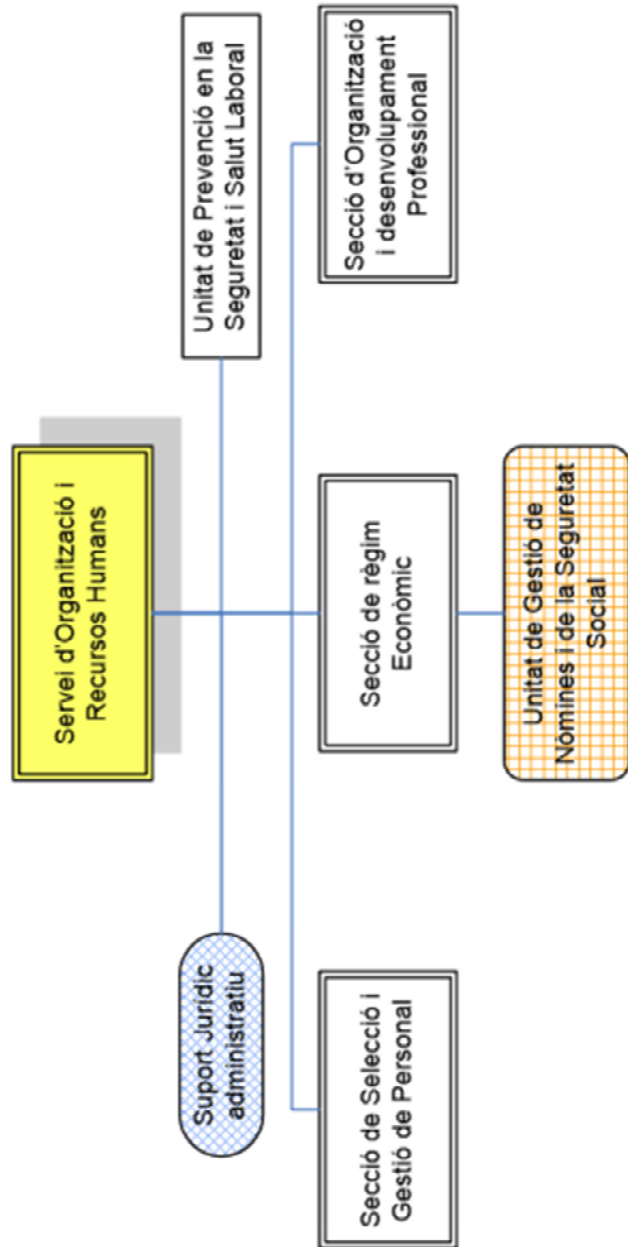 Servei d'Organització i
Recursos Humans
Suport Jurídic
administratiu
Unitat de Prevenció en la
Seguretat i Salut Laboral
Secció de Selecció i
Gestió de Personal
Secció de règim
Econòmic
Secció d'Organització
i desenvolupament
Professional
Unitat de Gestió de
Nòmines i de la Seguretat
Social